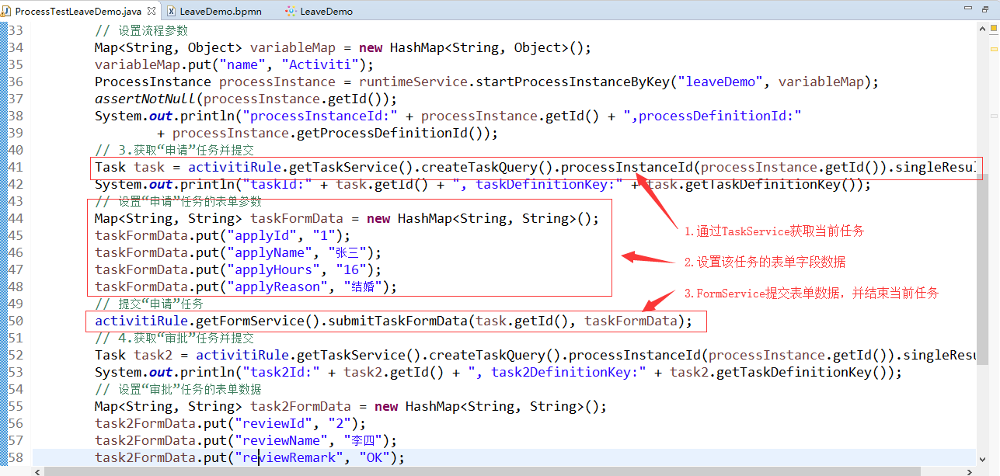 ProcessTestLeaveDemo.java LeaveDemo.bpmn LeaveDemo
33 // 设置流程参数
34 Map<String, Object> variableMap = new HashMap<String, Object>();
35 variableMap.put("name", "Activiti");
36 ProcessInstance processInstance = runtimeService.startProcessInstanceByKey("leaveDemo", variableMap);
37 assertNotNull(processInstance.getId());
38 System.out.println("processInstanceId:" + processInstance.getId() + ",processDefinitionId:"
39 + processInstance.getProcessDefinitionId());
40 // 3.获取“申请”任务并提交
41 Task task = activitiRule.getTaskService().createTaskQuery().processInstanceId(processInstance.getId()).singleResul
42 System.out.println("taskId:" + task.getId() + ", taskDefinitionKey:" + task.getTaskDefinitionKey());
43 // 设置“申请”任务的表单参数
44 Map<String, String> taskFormData = new HashMap<String, String>();
45 taskFormData.put("applyId", "1");
1.通过TaskService获取当前任务
46 taskFormData.put("applyName", "张三");
47 taskFormData.put("applyHours", "16");
2.设置该任务的表单字段数据
48 taskFormData.put("applyReason", "结婚");
3.FormService提交表单数据，并结束当前任务
49 // 提交“申请”任务
50 activitiRule.getFormService().submitTaskFormData(task.getId(), taskFormData);
51 // 4.获取“审批”任务并提交
52 Task task2 = activitiRule.getTaskService().createTaskQuery().processInstanceId(processInstance.getId()).singleResu
53 System.out.println("task2Id:" + task2.getId() + ", task2DefinitionKey:" + task2.getTaskDefinitionKey());
54 // 设置“审批”任务的表单数据
55 Map<String, String> task2FormData = new HashMap<String, String>();
56 task2FormData.put("reviewId", "2");
57 task2FormData.put("reviewName", "李四");
58 task2FormData.put("reviewRemark", "OK");